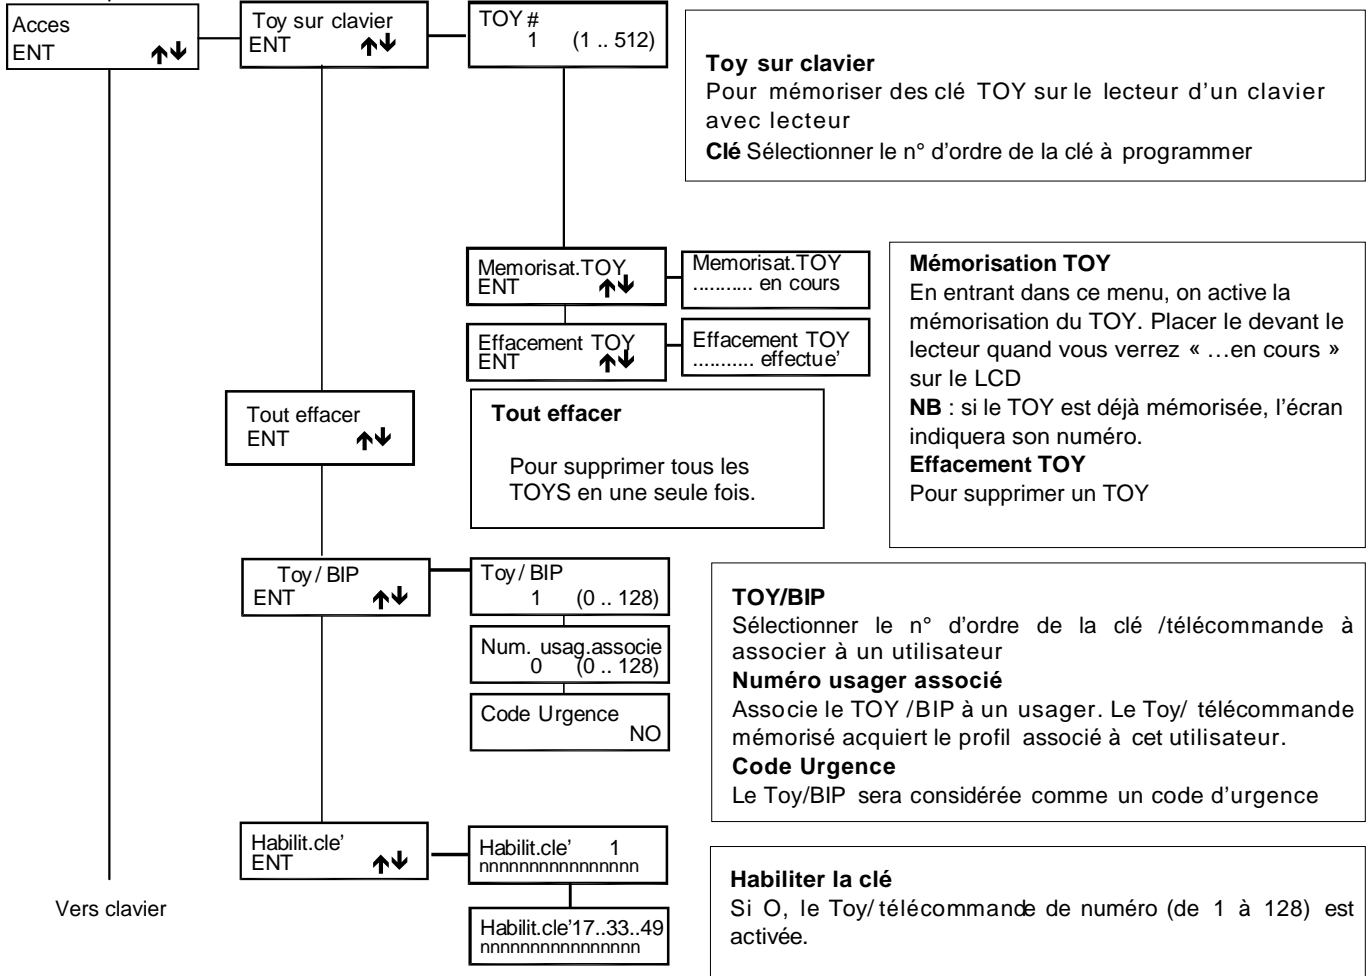 Acces
ENT ↑↓
Toy sur clavier
ENT ↑↓
TOY #
1 (1 .. 512)
Toy sur clavier
Pour mémoriser des clé TOY sur le lecteur d'un clavier
avec lecteur
Clé Sélectionner le n° d'ordre de la clé à programmer
Memorisat.TOY
ENT ↑↓
Memorisat.TOY
........... en cours
Effacement TOY
ENT ↑↓
Effacement TOY
........... effectue'
Mémorisation TOY
En entrant dans ce menu, on active la
mémorisation du TOY. Placer le devant le
lecteur quand vous verrez « …en cours »
sur le LCD
NB : si le TOY est déjà mémorisée, l'écran
indiquera son numéro.
Effacement TOY
Pour supprimer un TOY
Tout effacer
ENT ↑↓
Tout effacer
Pour supprimer tous les
TOYS en une seule fois.
Toy/ BIP
ENT ↑↓
Toy/ BIP
1 (0 .. 128)
Num. usag.associe
0 (0 .. 128)
Code Urgence
NO
TOY/BIP
Sélectionner le n° d'ordre de la clé /télécommande à
associer à un utilisateur
Numéro usager associé
Associe le TOY /BIP à un usager. Le Toy/ télécommande
mémorisé acquiert le profil associé à cet utilisateur.
Code Urgence
Le Toy/BIP sera considérée comme un code d'urgence
Habilit.cle'
ENT ↑↓
Habilit.cle' 1
nnnnnnnnnnnnnnnn
Habilit.cle'17..33..49
nnnnnnnnnnnnnnnn
Habiliter la clé
Si O, le Toy/ télécommande de numéro (de 1 à 128) est
activée.
Vers clavier